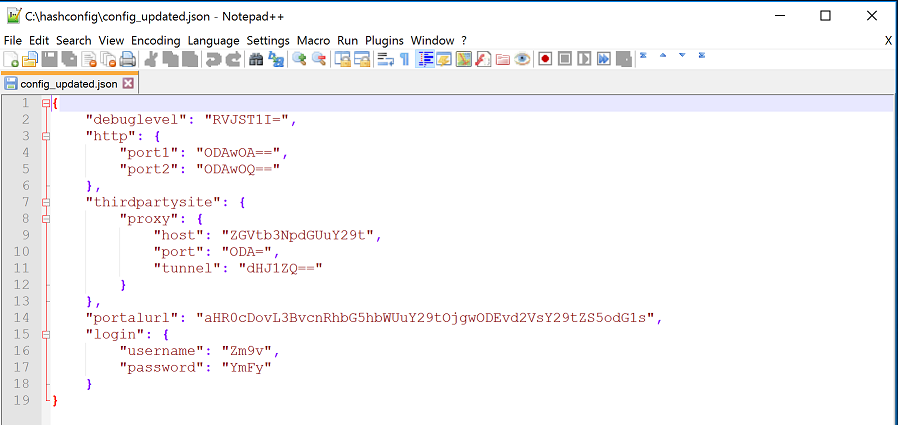 C:\hashconfig\config_updated.json - Notepad++
File Edit Search View Encoding Language Settings Macro Run Plugins Window ? X
config_updated.json
1 {
2 "debuglevel": "RVJST1I=",
3 "http": {
4 "port1": "ODAwOA==",
5 "port2": "ODAwOQ=="
6 },
7 "thirdpartysite": {
8 "proxy": {
9 "host": "ZGVtb3NpdGUuY29t",
10 "port": "ODA=",
11 "tunnel": "dHJ1ZQ=="
12 }
13 },
14 "portalurl": "aHR0cDovL3BvcnRhbG5hbWUuY29tOjgwODEvd2VsY29tZS5odG1s",
15 "login": {
16 "username": "Zm9v",
17 "password": "YmFy"
18 }
19 }